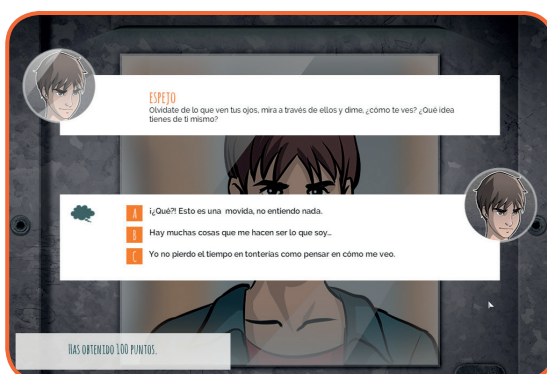 ESPEJO
Olvídate de lo que ven tus ojos, mira a través de ellos y dime, ¿cómo te ves? ¿Qué idea
tienes de ti mismo?
A ¡¿Qué?! Esto es una movida, no entiendo nada.
B Hay muchas cosas que me hacen ser lo que soy...
C Yo no pierdo el tiempo en tonterías como pensar en cómo me veo.
HAS OBTENIDO 100 PUNTOS.